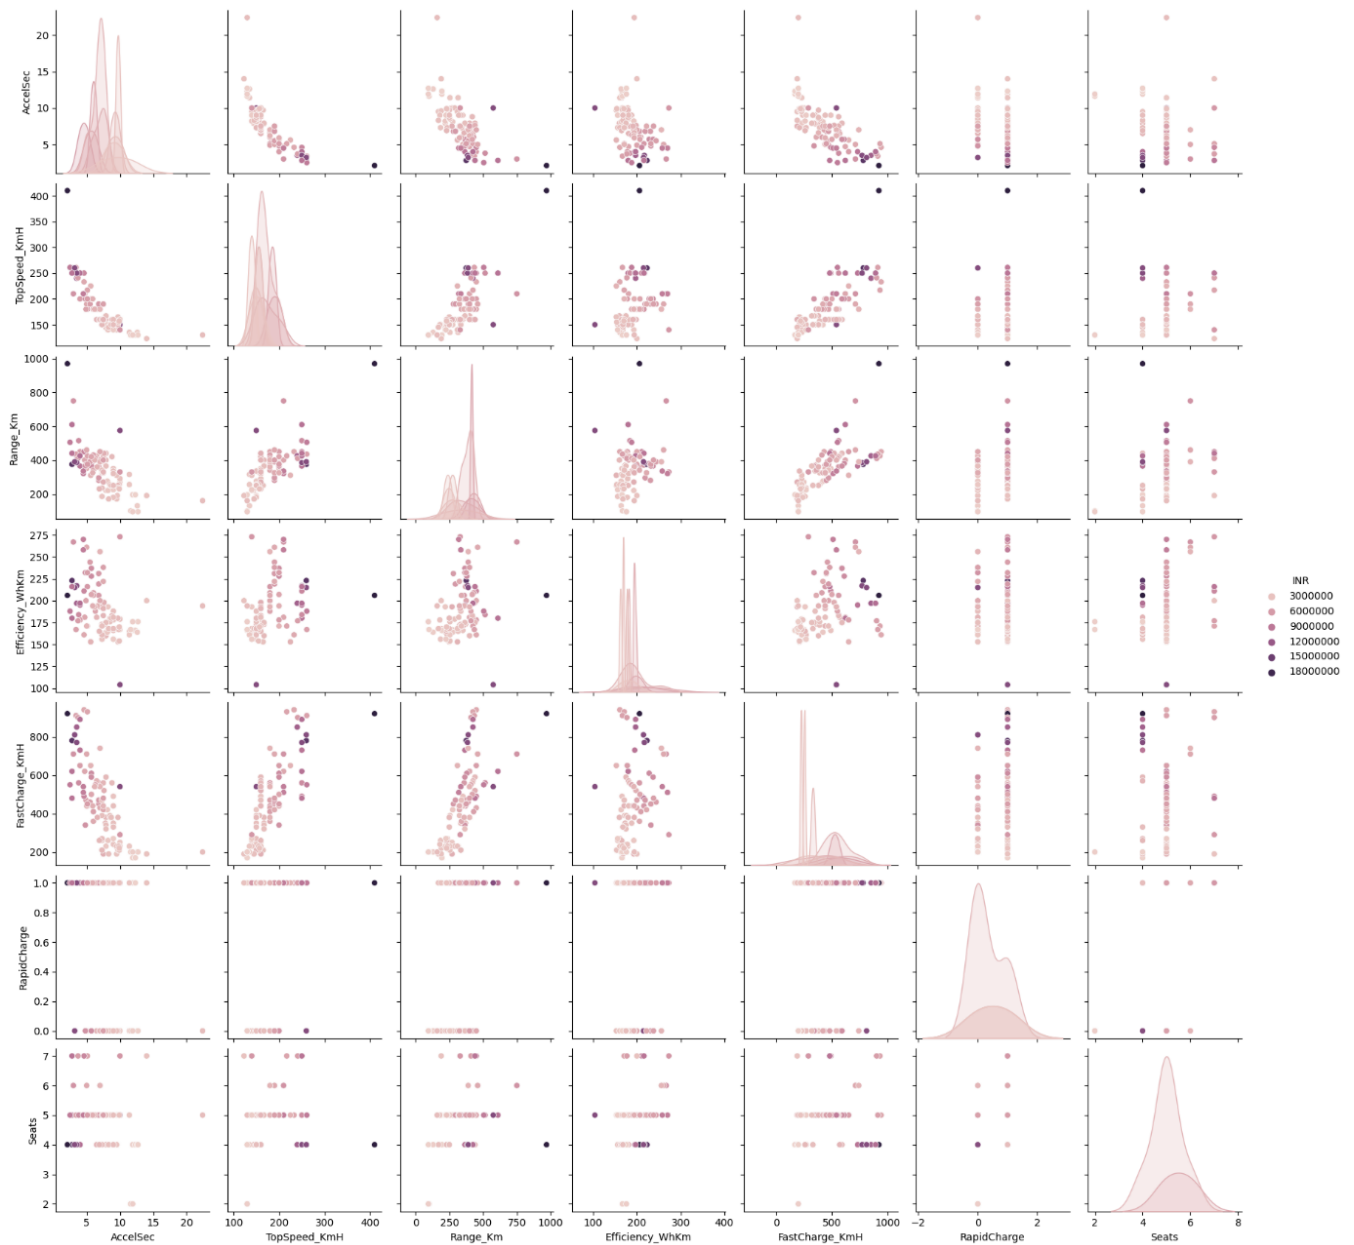 AccelSec
20
15
10
5
TopSpeed_KmH
400
350
300
250
200
150
Range_Km
1000
800
600
400
200
INR
3000000
6000000
9000000
12000000
15000000
18000000
Efficiency_WhKm
275
250
225
200
175
150
125
100
FastCharge_KmH
800
600
400
200
RapidCharge
1.0
0.8
0.6
0.4
0.2
0.0
Seats
7
6
5
4
3
2
5 10 15 20
100 200 300 400
0 250 500 750 1000
100 200 300 400
0 500 1000
−2 0 2
2 4 6 8
AccelSec TopSpeed_KmH Range_Km Efficiency_WhKm FastCharge_KmH RapidCharge Seats